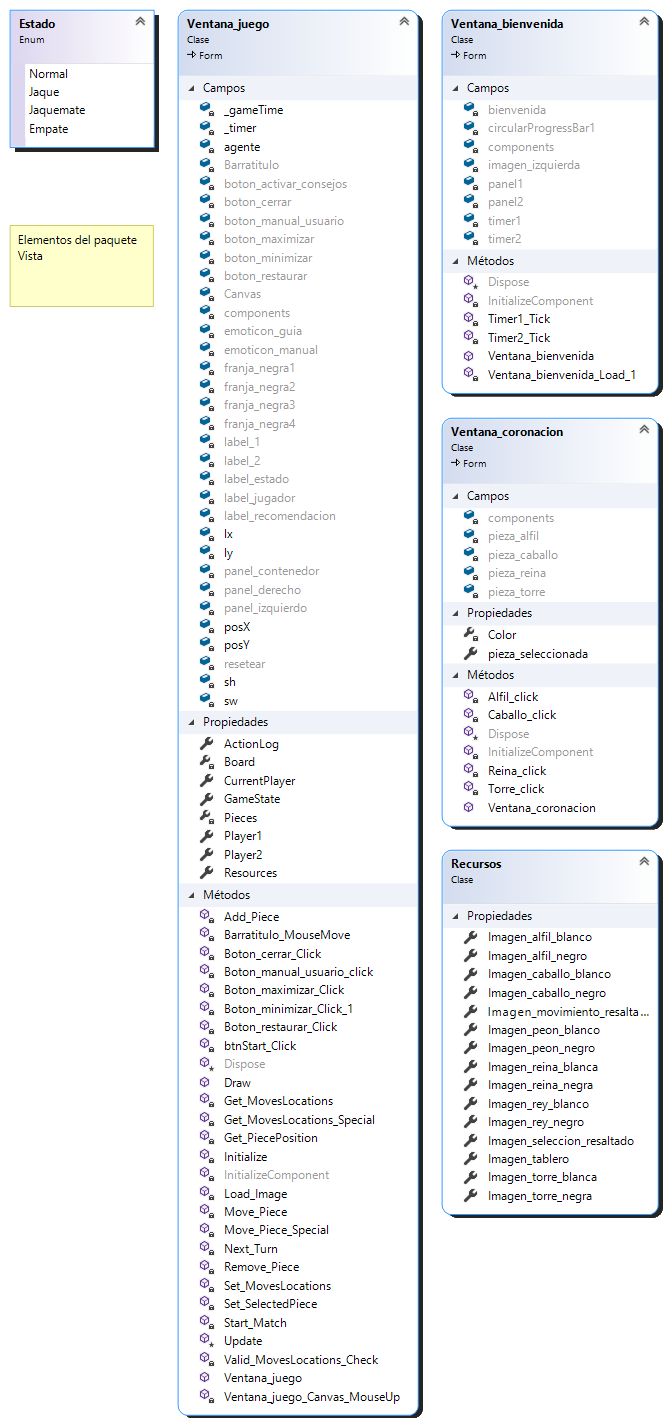 Estado
Enum
Normal
Jaque
Jaquemate
Empate
Elementos del paquete
Vista
Ventana_juego
Clase
Form
Campos
_gameTime
_timer
agente
Barratitulo
boton_activar_consejos
boton_cerrar
boton_manual_usuario
boton_maximizar
boton_minimizar
boton_restaurar
Canvas
components
emoticon_guia
emoticon_manual
franja_negra1
franja_negra2
franja_negra3
franja_negra4
label_1
label_2
label_estado
label_jugador
label_recomendacion
lx
ly
panel_contenedor
panel_derecho
panel_izquierdo
posX
posY
resetear
sh
sw
Propiedades
ActionLog
Board
CurrentPlayer
GameState
Pieces
Player1
Player2
Resources
Métodos
Add_Piece
Barratitulo_MouseMove
Boton_cerrar_Click
Boton_manual_usuario_click
Boton_maximizar_Click
Boton_minimizar_Click_1
Boton_restaurar_Click
btnStart_Click
Dispose
Draw
Get_MovesLocations
Get_MovesLocations_Special
Get_PiecePosition
Initialize
InitializeComponent
Load_Image
Move_Piece
Move_Piece_Special
Next_Turn
Remove_Piece
Set_MovesLocations
Set_SelectedPiece
Start_Match
Update
Valid_MovesLocations_Check
Ventana_juego
Ventana_juego_Canvas_MouseUp
Ventana_bienvenida
Clase
Form
Campos
bienvenida
circularProgressBar1
components
imagen_izquierda
panel1
panel2
timer1
timer2
Métodos
Dispose
InitializeComponent
Timer1_Tick
Timer2_Tick
Ventana_bienvenida
Ventana_bienvenida_Load_1
Ventana_coronacion
Clase
Form
Campos
components
pieza_alfil
pieza_caballo
pieza_reina
pieza_torre
Propiedades
Color
pieza_seleccionada
Métodos
Alfil_click
Caballo_click
Dispose
InitializeComponent
Reina_click
Torre_click
Ventana_coronacion
Recursos
Clase
Propiedades
Imagen_alfil_blanco
Imagen_alfil_negro
Imagen_caballo_blanco
Imagen_caballo_negro
Imagen_movimiento_resalta...
Imagen_peon_blanco
Imagen_peon_negro
Imagen_reina_blanca
Imagen_reina_negra
Imagen_rey_blanco
Imagen_rey_negro
Imagen_seleccion_resaltado
Imagen_tablero
Imagen_torre_blanca
Imagen_torre_negra